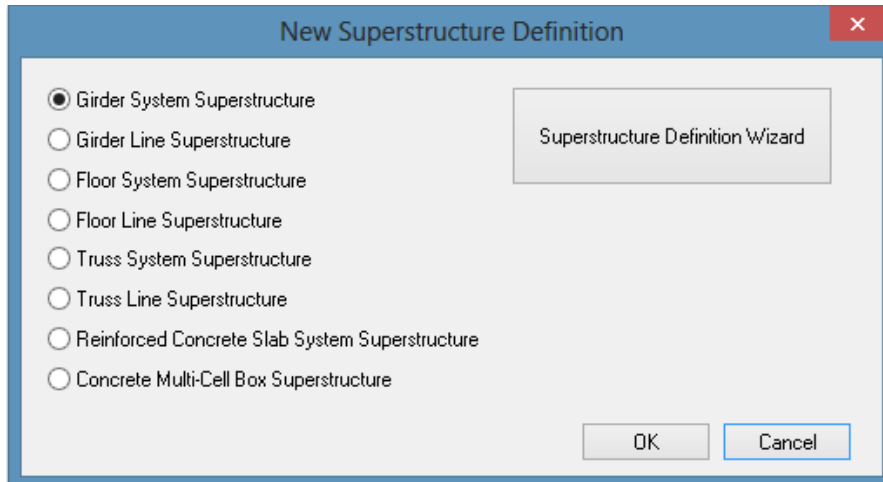 New Superstructure Definition
Girder System Superstructure
Girder Line Superstructure
Floor System Superstructure
Floor Line Superstructure
Truss System Superstructure
Truss Line Superstructure
Reinforced Concrete Slab System Superstructure
Concrete Multi-Cell Box Superstructure
Superstructure Definition Wizard
OK
Cancel